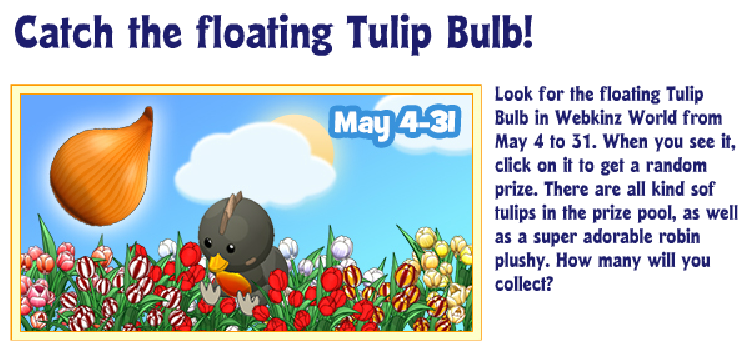 Catch the floating Tulip Bulb!
May 4-31
Look for the floating Tulip
Bulb in Webkinz World from
May 4 to 31. When you see it,
click on it to get a random
prize. There are all kind sof
tulips in the prize pool, as well
as a super adorable robin
plushy. How many will you
collect?